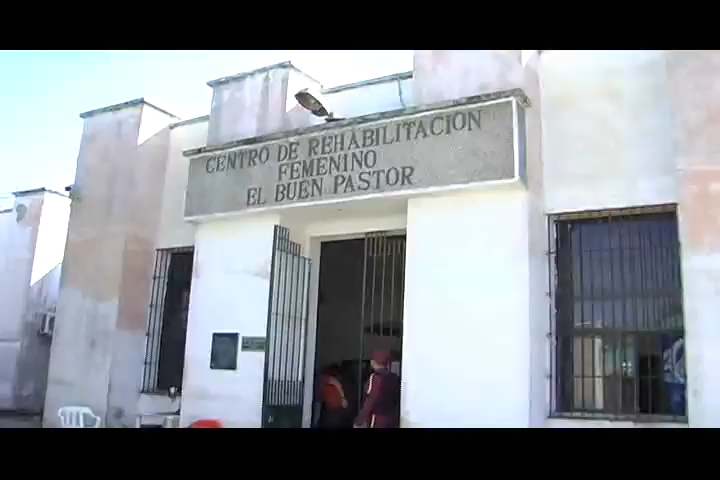 CENTRO DE REHABILITACION
FEMENINO
EL BUEN PASTOR